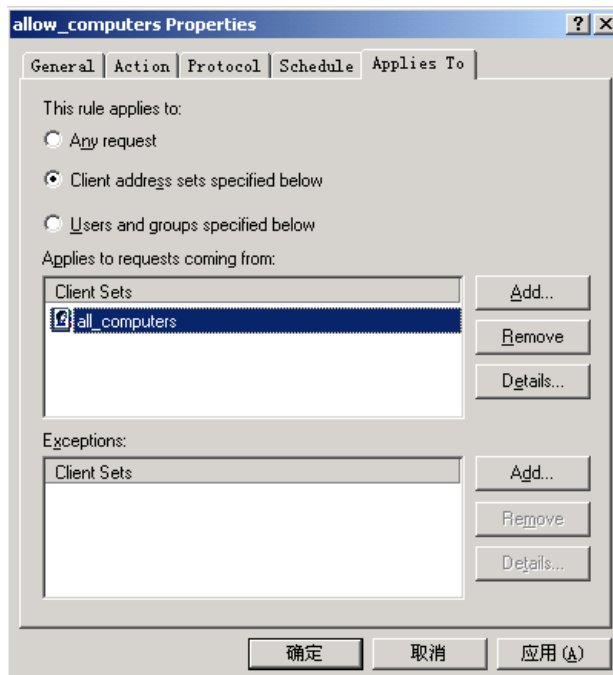 allow_computers Properties
General Action Protocol Schedule Applies To
This rule applies to:
Any request
Client address sets specified below
Users and groups specified below
Applies to requests coming from:
Client Sets
Add...
all_computers
Remove
Details...
Exceptions:
Client Sets
Add...
Remove
Details...
确定 取消 应用(A)